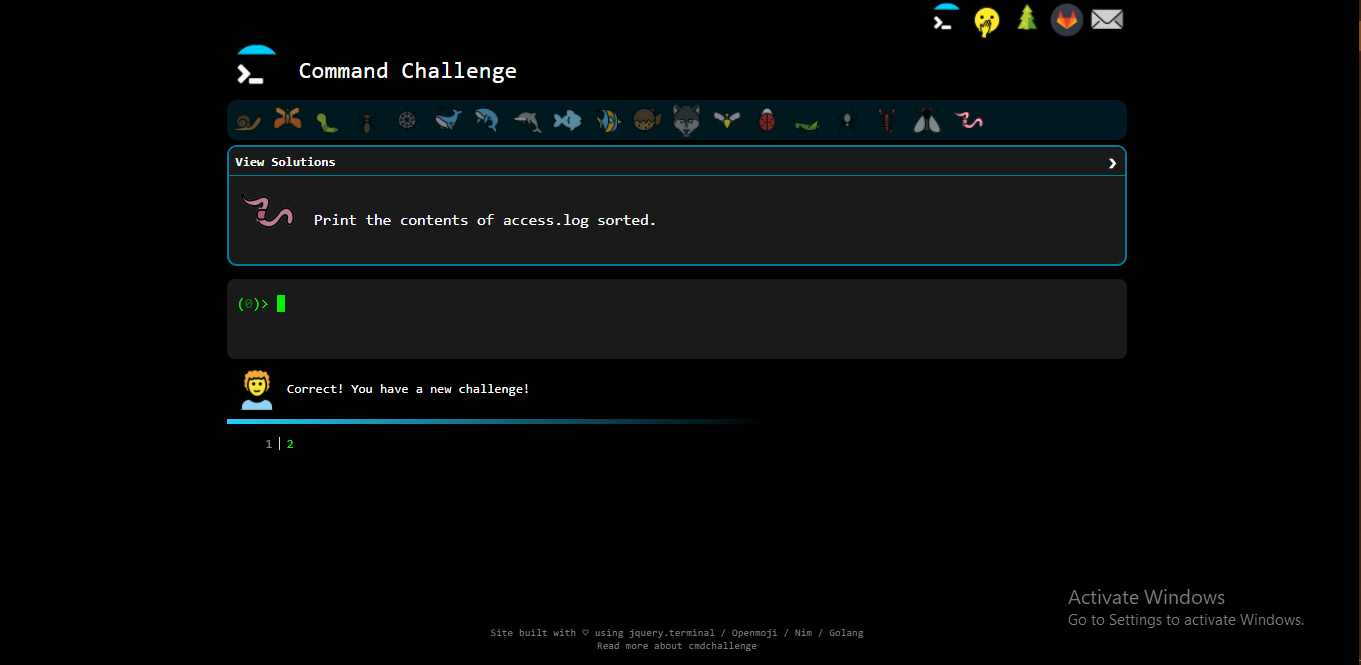 Command Challenge
View Solutions ❯
Print the contents of access.log sorted.
(0)>
Correct! You have a new challenge!
1 | 2
Activate Windows
Go to Settings to activate Windows.
Site built with ♡ using jquery.terminal / Openmoji / Nim / Golang
Read more about cmdchallenge